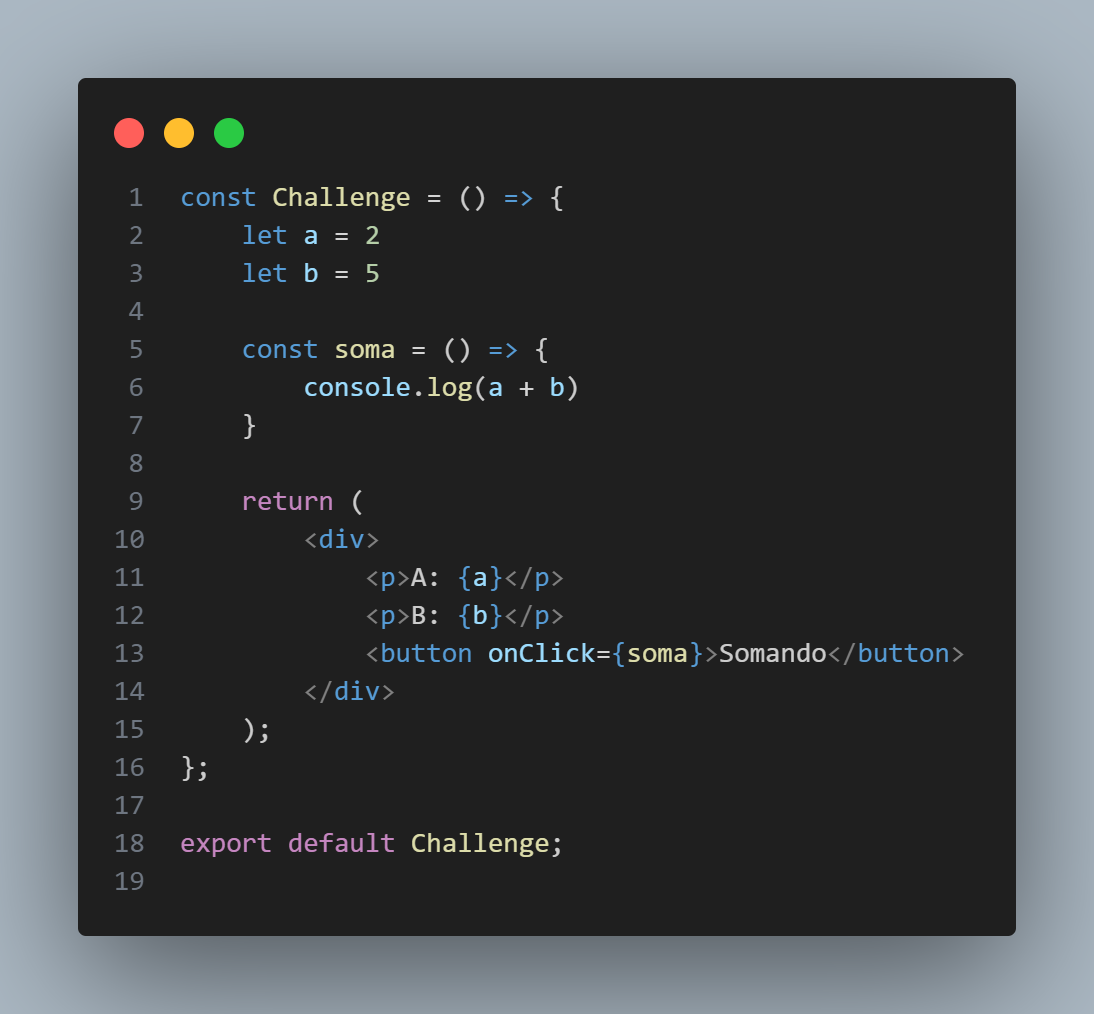 1 const Challenge = () => {
2     let a = 2
3     let b = 5
4
5     const soma = () => {
6         console.log(a + b)
7     }
8
9     return (
10         <div>
11             <p>A: {a}</p>
12             <p>B: {b}</p>
13             <button onClick={soma}>Somando</button>
14         </div>
15     );
16 };
17
18 export default Challenge;
19